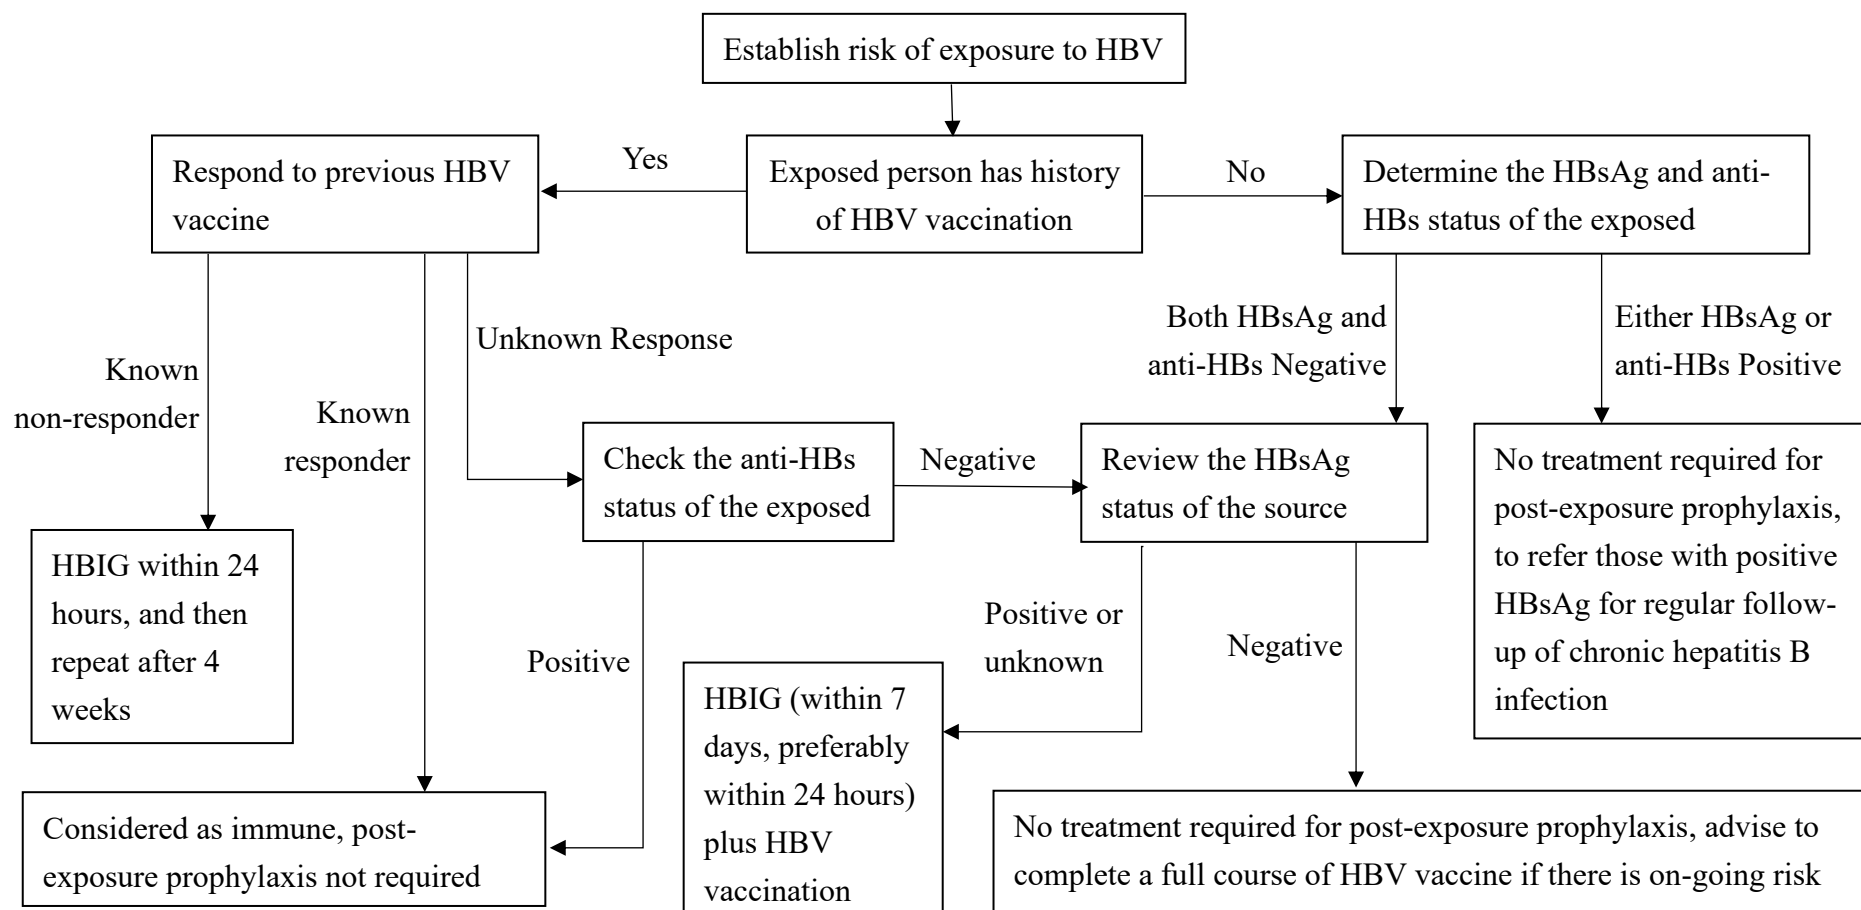 Establish risk of exposure to HBV
Respond to previous HBV
vaccine
Yes
Exposed person has history
of HBV vaccination
No
Determine the HBsAg and anti-
HBs status of the exposed
Known
non-responder
Known
responder
Unknown Response
Both HBsAg and
anti-HBs Negative
Either HBsAg or
anti-HBs Positive
Check the anti-HBs
status of the exposed
Negative
Review the HBsAg
status of the source
No treatment required for
post-exposure prophylaxis,
to refer those with positive
HBsAg for regular follow-
up of chronic hepatitis B
infection
HBIG within 24
hours, and then
repeat after 4
weeks
Positive
Positive or
unknown
Negative
HBIG (within 7
days, preferably
within 24 hours)
plus HBV
vaccination
Considered as immune, post-
exposure prophylaxis not required
No treatment required for post-exposure prophylaxis, advise to
complete a full course of HBV vaccine if there is on-going risk